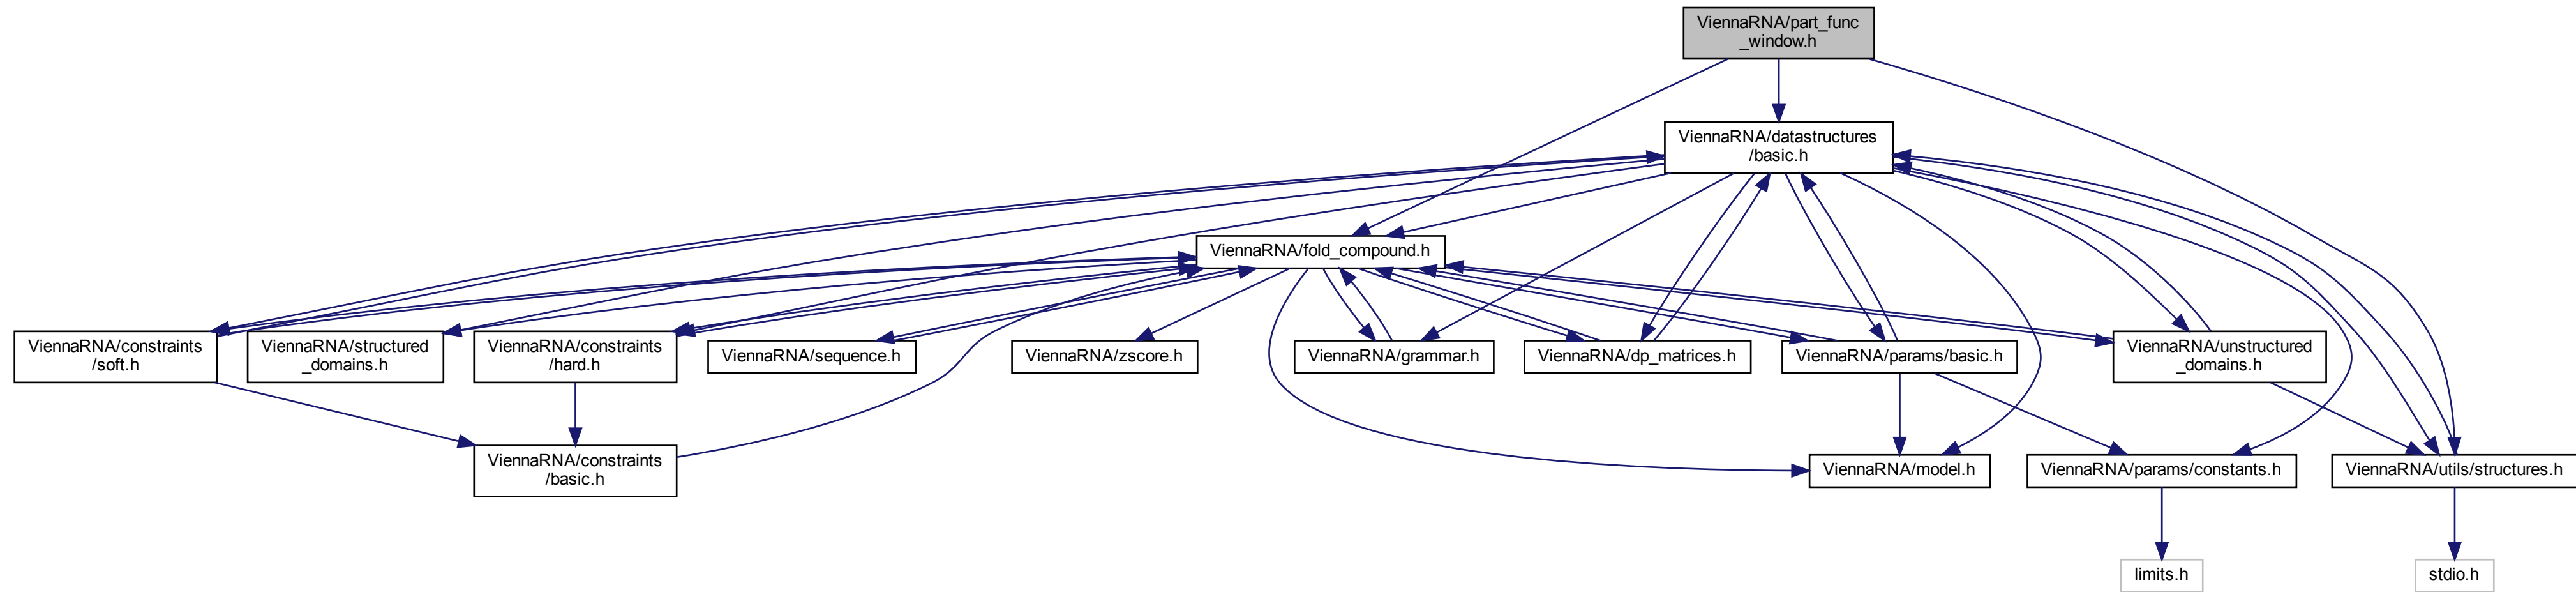 ViennaRNA/part_func
_window.h
ViennaRNA/datastructures
/basic.h
ViennaRNA/fold_compound.h
ViennaRNA/constraints
/soft.h
ViennaRNA/structured
_domains.h
ViennaRNA/constraints
/hard.h
ViennaRNA/sequence.h
ViennaRNA/zscore.h
ViennaRNA/grammar.h
ViennaRNA/dp_matrices.h
ViennaRNA/params/basic.h
ViennaRNA/unstructured
_domains.h
ViennaRNA/constraints
/basic.h
ViennaRNA/model.h
ViennaRNA/params/constants.h
ViennaRNA/utils/structures.h
limits.h
stdio.h